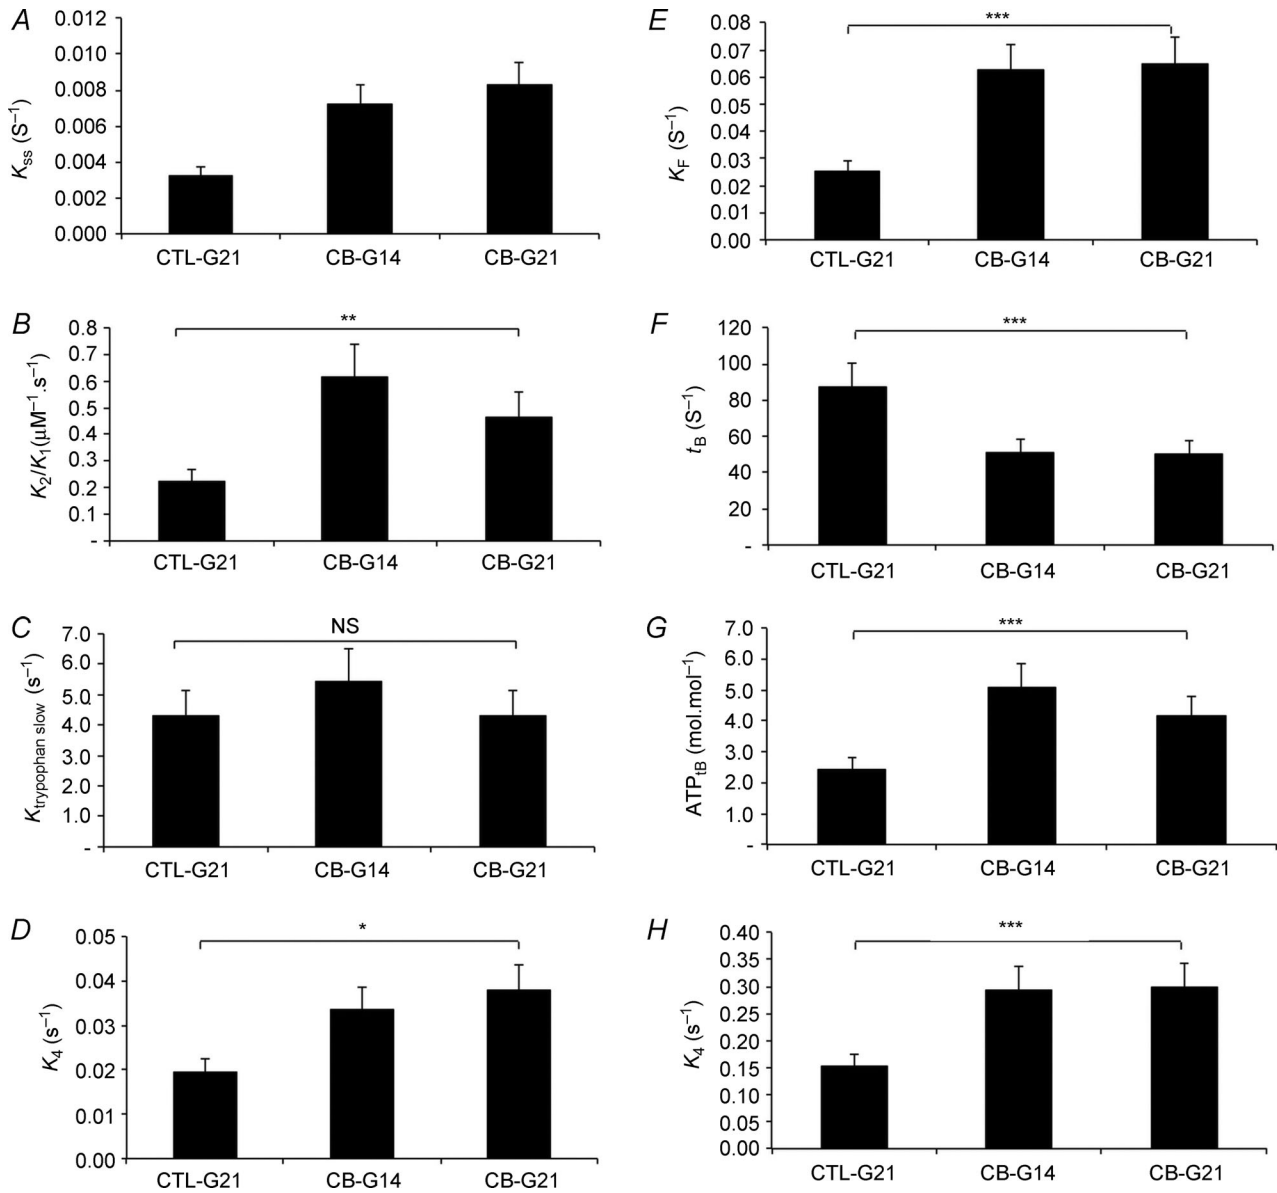 A
K_ss (S⁻¹)
0.012
0.010
0.008
0.006
0.004
0.002
0.000
CTL-G21 CB-G14 CB-G21
B
**
K₂/K₁(µM⁻¹.s⁻¹)
0.8
0.7
0.6
0.5
0.4
0.3
0.2
0.1
-
CTL-G21 CB-G14 CB-G21
C
NS
K_trypophan slow (s⁻¹)
7.0
6.0
5.0
4.0
3.0
2.0
1.0
-
CTL-G21 CB-G14 CB-G21
D
*
K₄ (s⁻¹)
0.05
0.04
0.03
0.02
0.01
0.00
CTL-G21 CB-G14 CB-G21
E
***
K_F (S⁻¹)
0.08
0.07
0.06
0.05
0.04
0.03
0.02
0.01
0.00
CTL-G21 CB-G14 CB-G21
F
***
t_B (S⁻¹)
120
100
80
60
40
20
-
CTL-G21 CB-G14 CB-G21
G
***
ATP_tB (mol.mol⁻¹)
7.0
6.0
5.0
4.0
3.0
2.0
1.0
-
CTL-G21 CB-G14 CB-G21
H
***
K₄ (s⁻¹)
0.40
0.35
0.30
0.25
0.20
0.15
0.10
0.05
0.00
CTL-G21 CB-G14 CB-G21